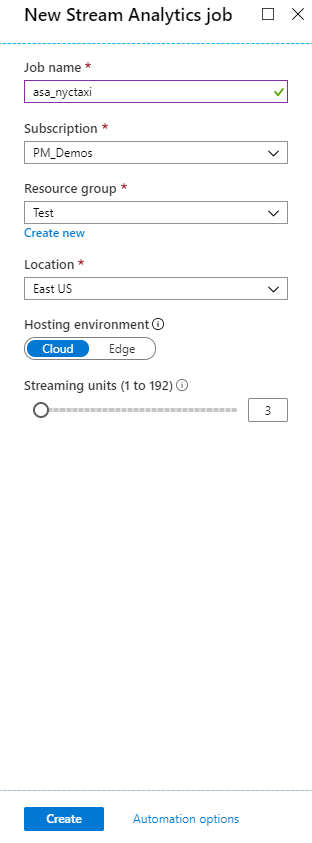 New Stream Analytics job
Job name *
asa_nyctaxi
Subscription *
PM_Demos
Resource group *
Test
Create new
Location *
East US
Hosting environment
Cloud Edge
Streaming units (1 to 192)
3
Create Automation options